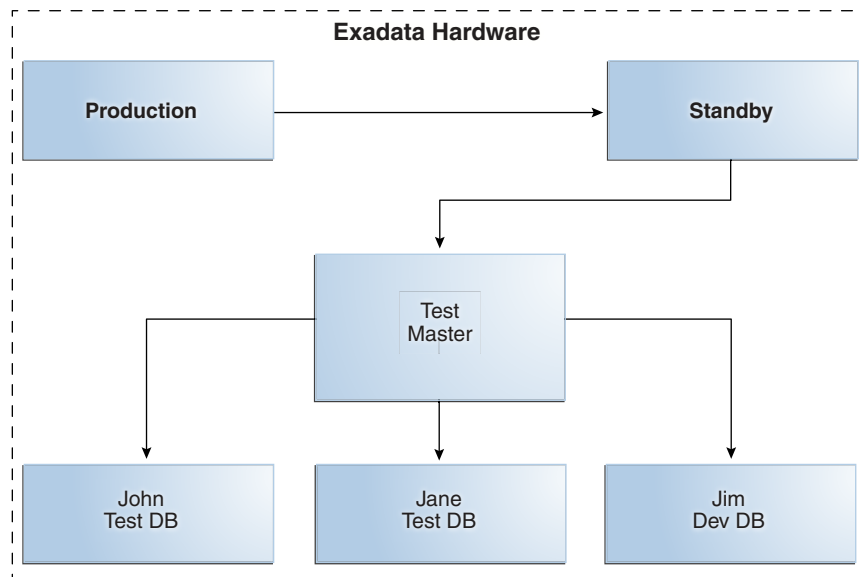 Exadata Hardware
Production
Standby
Test
Master
John
Test DB
Jane
Test DB
Jim
Dev DB